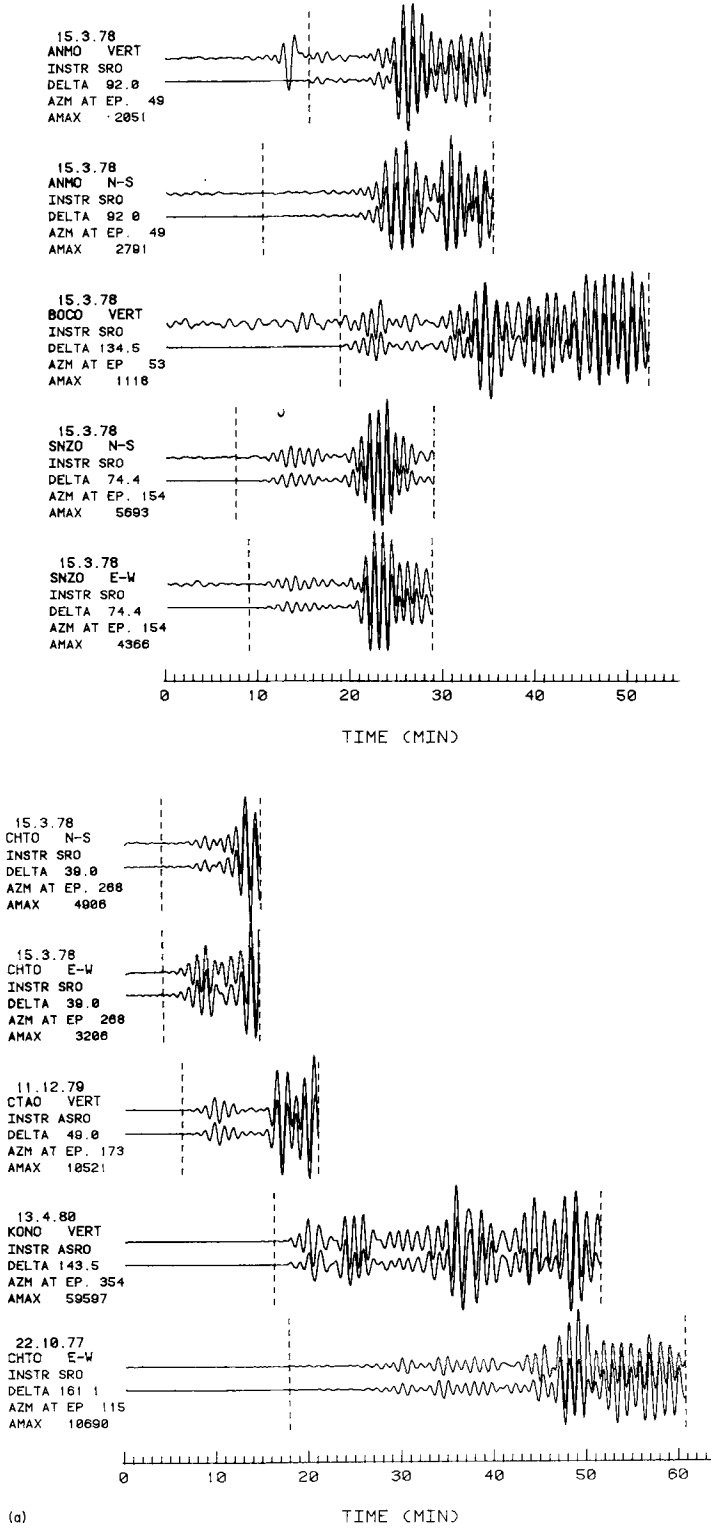 15.3.78
ANMO VERT
INSTR SRO
DELTA 92.0
AZM AT EP. 49
AMAX 2051
15.3.78
ANMO N-S
INSTR SRO
DELTA 92.0
AZM AT EP. 49
AMAX 2791
15.3.78
BOCO VERT
INSTR SRO
DELTA 134.5
AZM AT EP 53
AMAX 1116
15.3.78
SNZO N-S
INSTR SRO
DELTA 74.4
AZM AT EP. 154
AMAX 5693
15.3.78
SNZO E-W
INSTR SRO
DELTA 74.4
AZM AT EP. 154
AMAX 4366
0 10 20 30 40 50
TIME (MIN)
15.3.78
CHTO N-S
INSTR SRO
DELTA 39.0
AZM AT EP. 268
AMAX 4906
15.3.78
CHTO E-W
INSTR SRO
DELTA 39.0
AZM AT EP 268
AMAX 3206
11.12.79
CTAO VERT
INSTR ASRO
DELTA 49.0
AZM AT EP. 173
AMAX 10521
13.4.80
KONO VERT
INSTR ASRO
DELTA 143.5
AZM AT EP. 354
AMAX 59597
22.10.77
CHTO E-W
INSTR SRO
DELTA 161 1
AZM AT EP 115
AMAX 10690
0 10 20 30 40 50 60
(a) TIME (MIN)